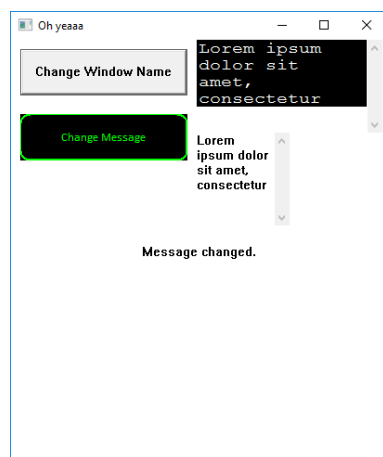 Oh yeaaa
Change Window Name
Lorem ipsum
dolor sit
amet,
consectetur
Change Message
Lorem
ipsum dolor
sit amet,
consectetur
Message changed.